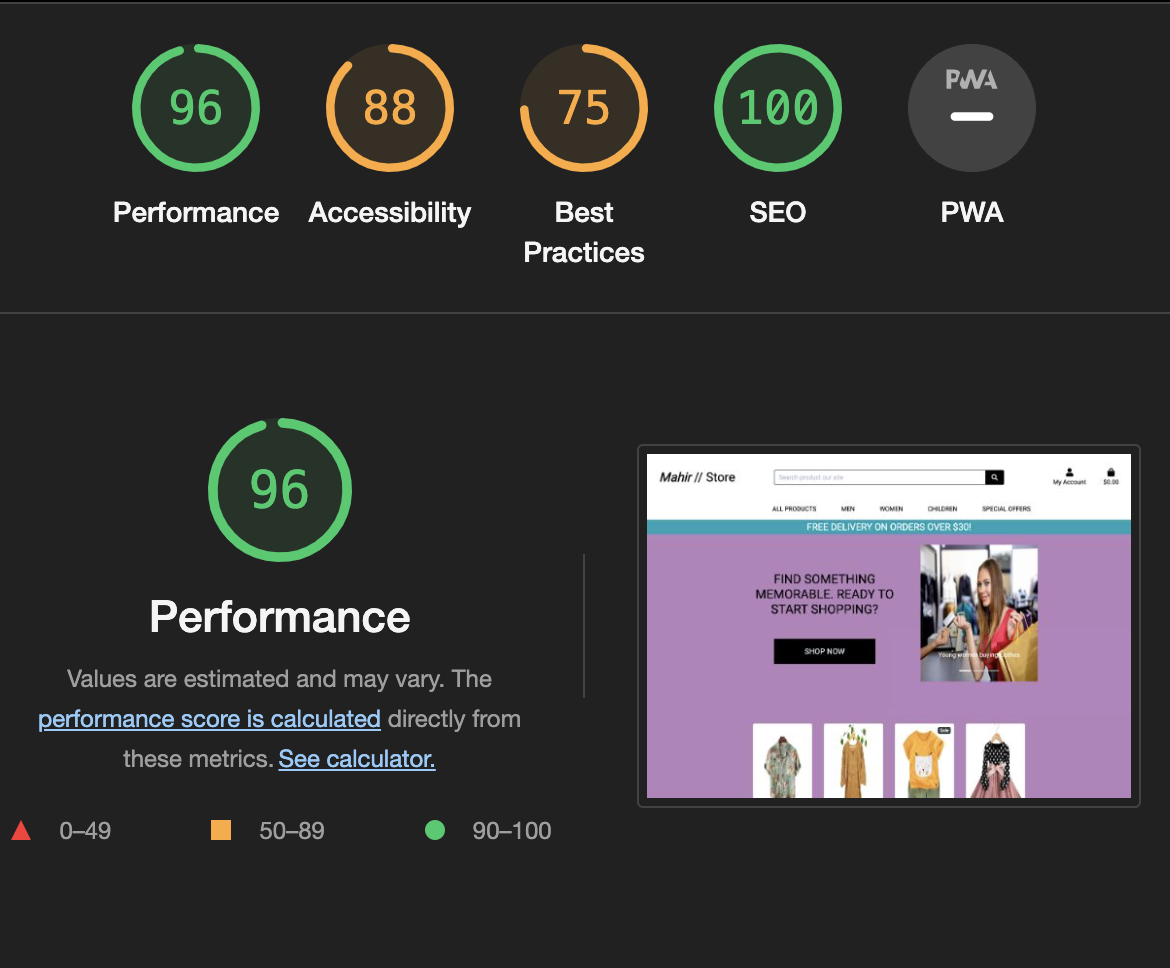 96
88
75
100
PWA
Performance
Accessibility
Best
Practices
SEO
PWA
96
Performance
Values are estimated and may vary. The
performance score is calculated directly from
these metrics. See calculator.
0–49
50–89
90–100
Mahir // Store
Search product our site
My Account
$0.00
ALL PRODUCTS
MEN
WOMEN
CHILDREN
SPECIAL OFFERS
FREE DELIVERY ON ORDERS OVER $30!
FIND SOMETHING
MEMORABLE. READY TO
START SHOPPING?
SHOP NOW
Young women buying clothes
Sale